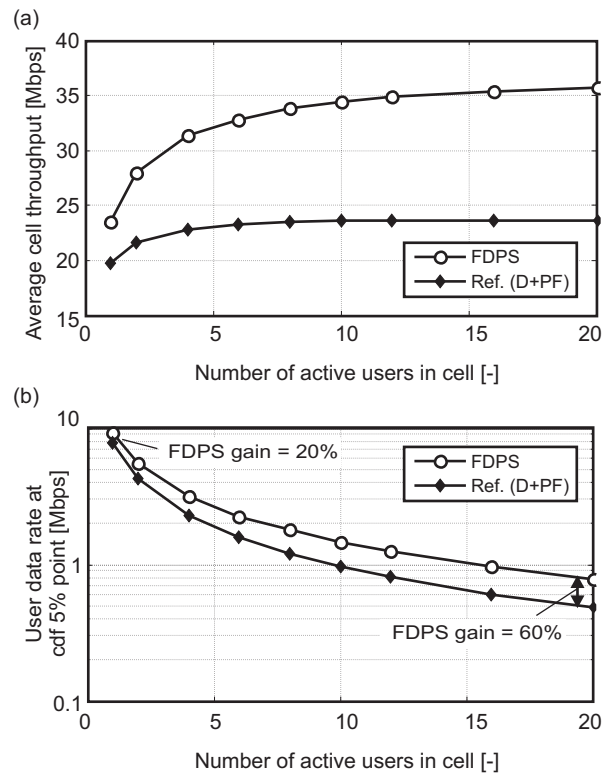 (a)
40
35
30
25
20
15
0
5
10
15
20
Average cell throughput [Mbps]
FDPS
Ref. (D+PF)
Number of active users in cell [-]
(b)
10
1
0.1
0
5
10
15
20
User data rate at
cdf 5% point [Mbps]
FDPS gain = 20%
FDPS
Ref. (D+PF)
FDPS gain = 60%
Number of active users in cell [-]